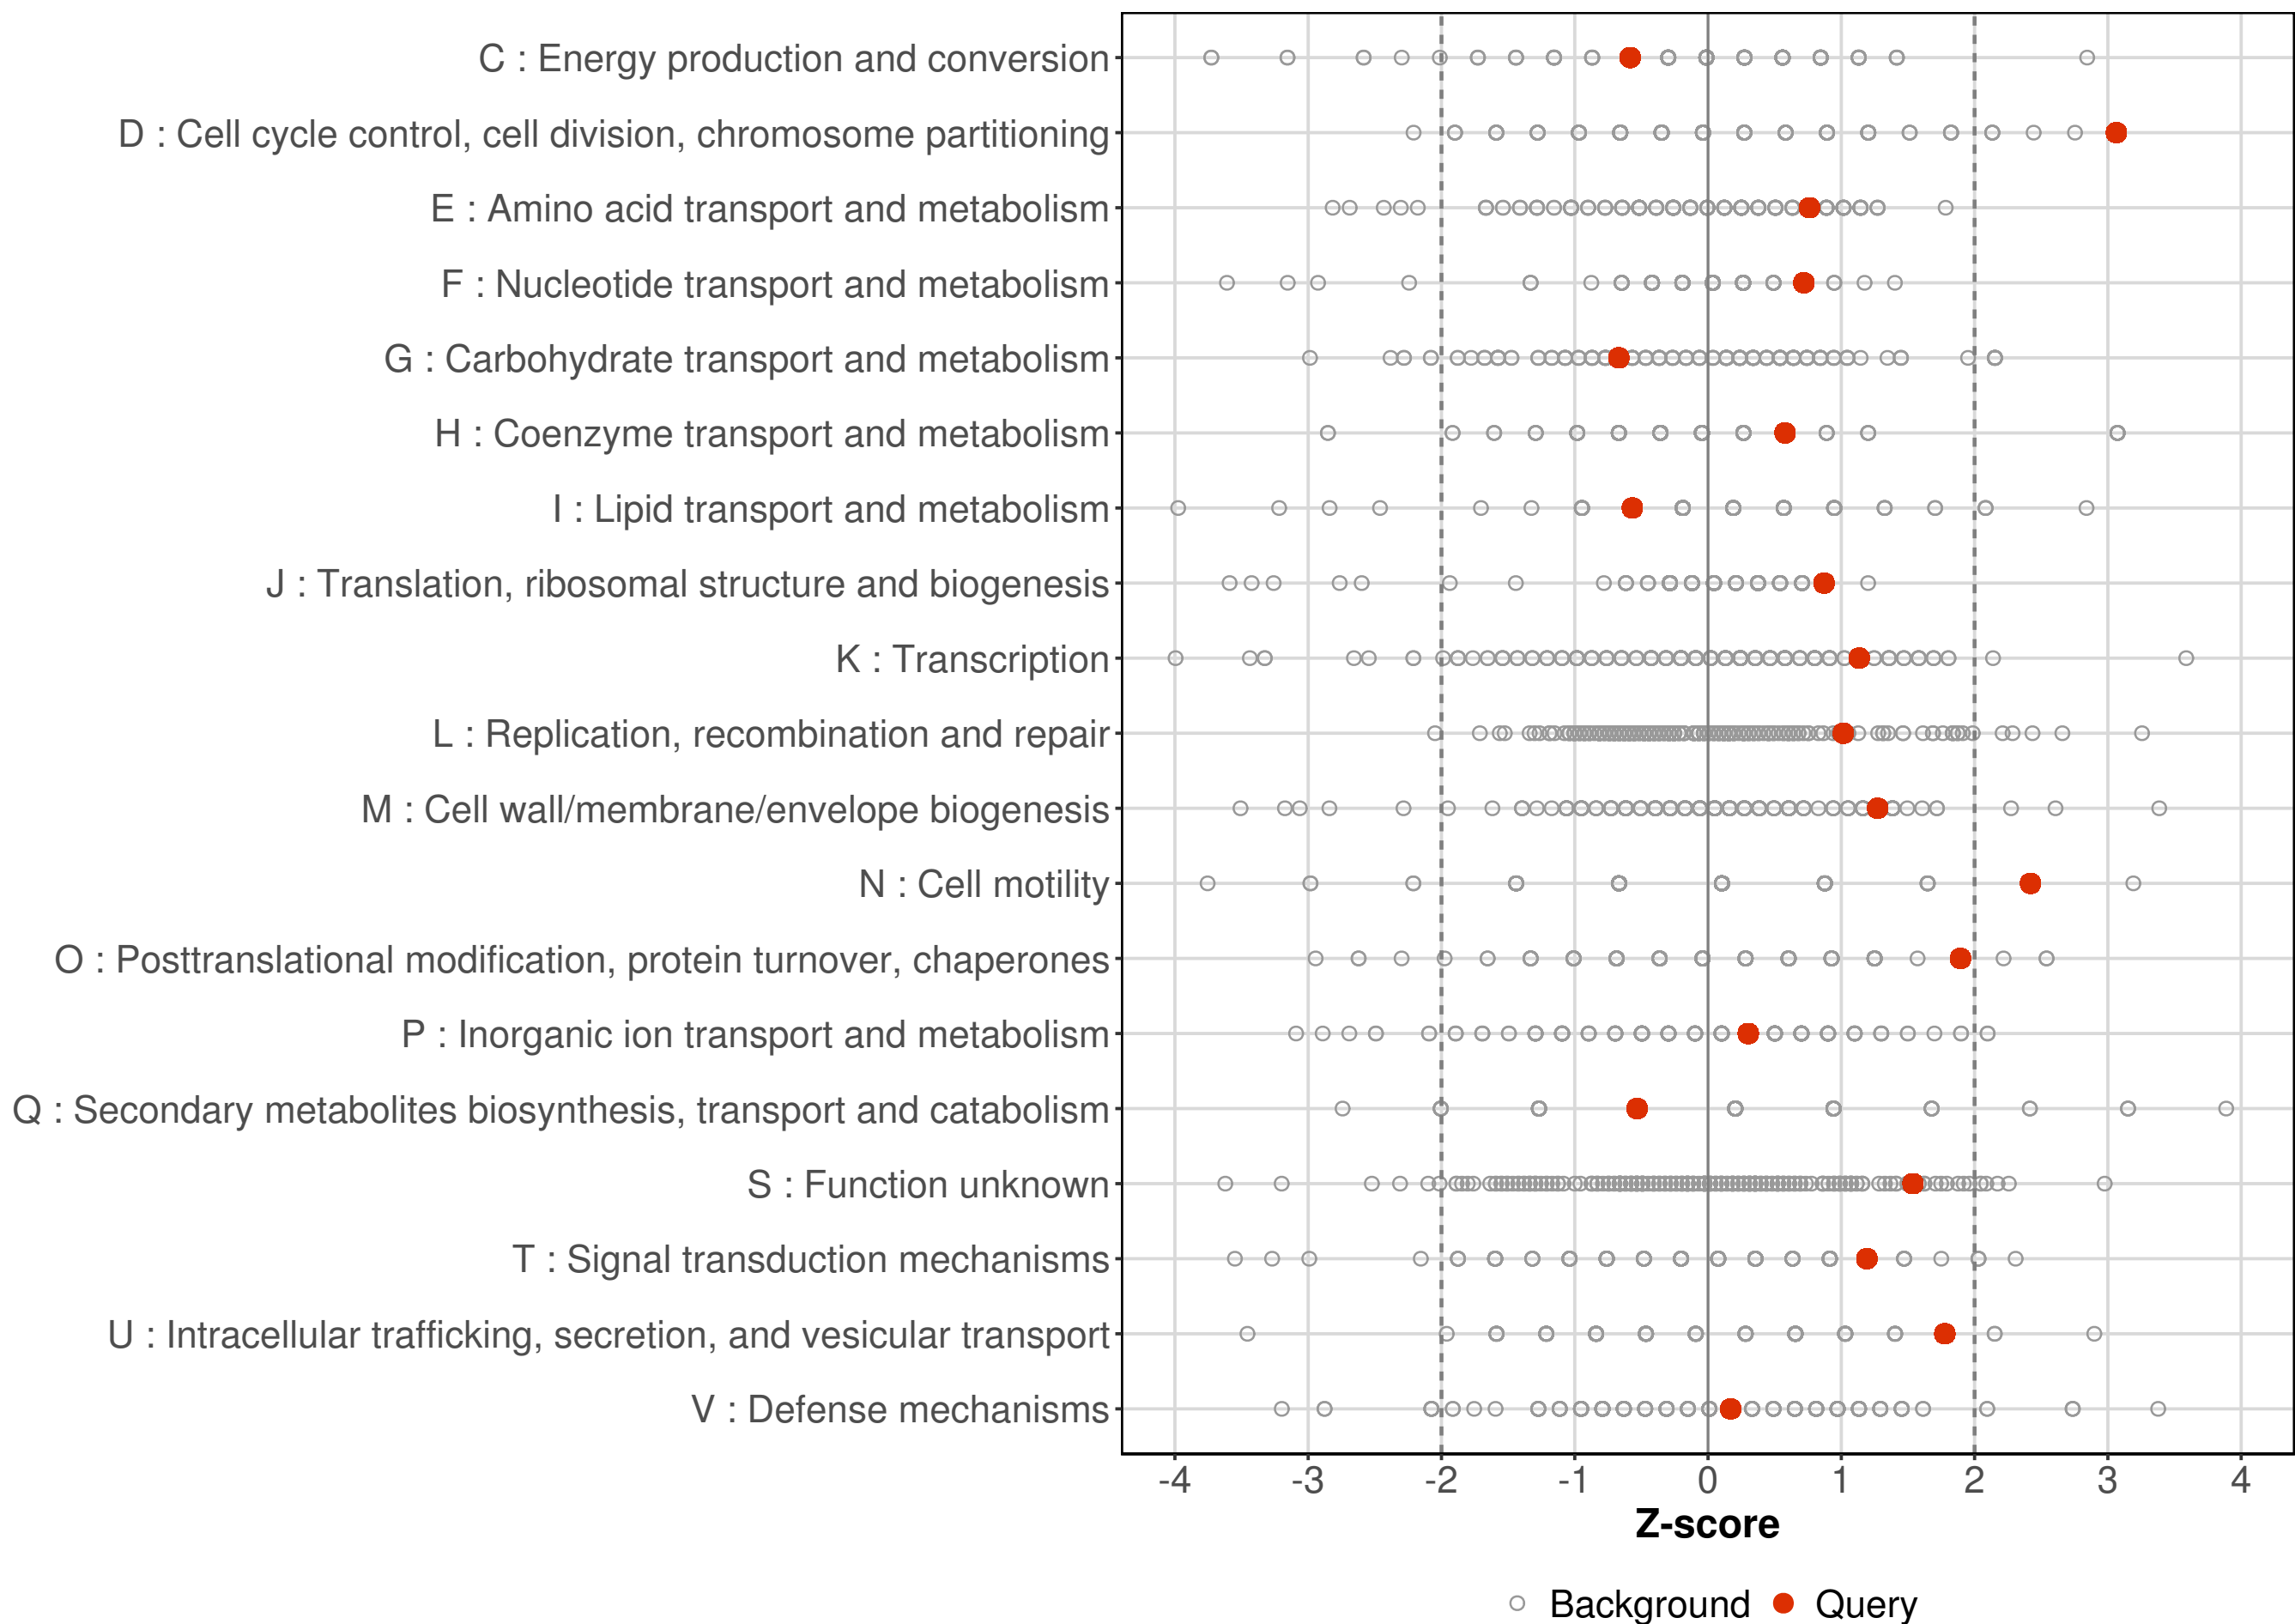 C : Energy production and conversion
D : Cell cycle control, cell division, chromosome partitioning
E : Amino acid transport and metabolism
F : Nucleotide transport and metabolism
G : Carbohydrate transport and metabolism
H : Coenzyme transport and metabolism
I : Lipid transport and metabolism
J : Translation, ribosomal structure and biogenesis
K : Transcription
L : Replication, recombination and repair
M : Cell wall/membrane/envelope biogenesis
N : Cell motility
O : Posttranslational modification, protein turnover, chaperones
P : Inorganic ion transport and metabolism
Q : Secondary metabolites biosynthesis, transport and catabolism
S : Function unknown
T : Signal transduction mechanisms
U : Intracellular trafficking, secretion, and vesicular transport
V : Defense mechanisms
-4 -3 -2 -1 0 1 2 3 4
Z-score
Background Query